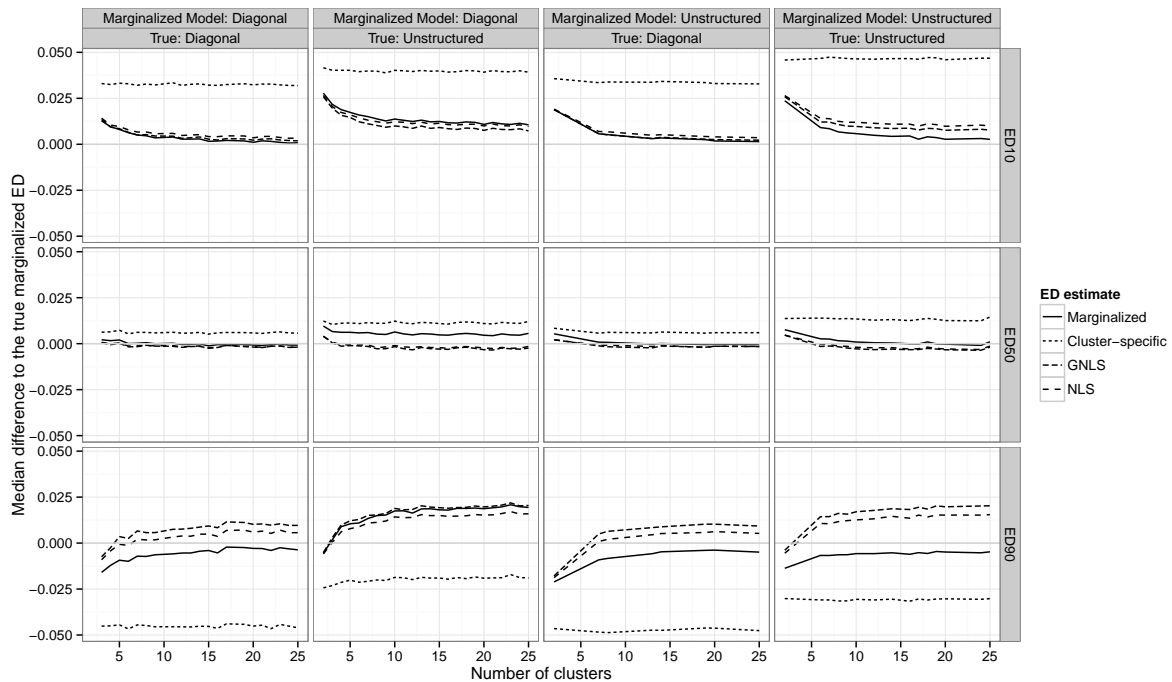 Marginalized Model: Diagonal
Marginalized Model: Diagonal
Marginalized Model: Unstructured
Marginalized Model: Unstructured
True: Diagonal
True: Unstructured
True: Diagonal
True: Unstructured
0.050
0.025
0.000
−0.025
−0.050
ED10
0.050
0.025
0.000
−0.025
−0.050
ED50
0.050
0.025
0.000
−0.025
−0.050
ED90
Median difference to the true marginalized ED
5 10 15 20 25
5 10 15 20 25
5 10 15 20 25
5 10 15 20 25
Number of clusters
ED estimate
Marginalized
Cluster−specific
GNLS
NLS